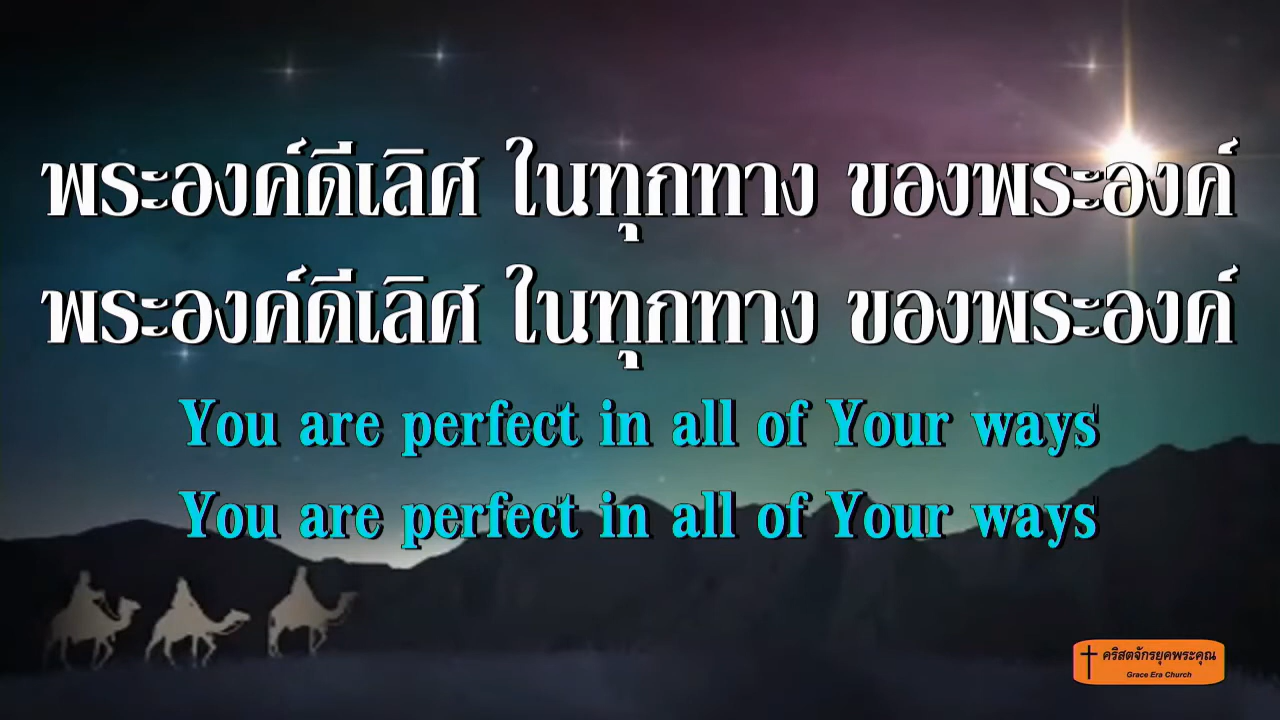 พระองค์ดีเลิศ ในทุกทาง ของพระองค์
พระองค์ดีเลิศ ในทุกทาง ของพระองค์
You are perfect in all of Your ways
You are perfect in all of Your ways
คริสตจักรยุคพระคุณ
Grace Era Church